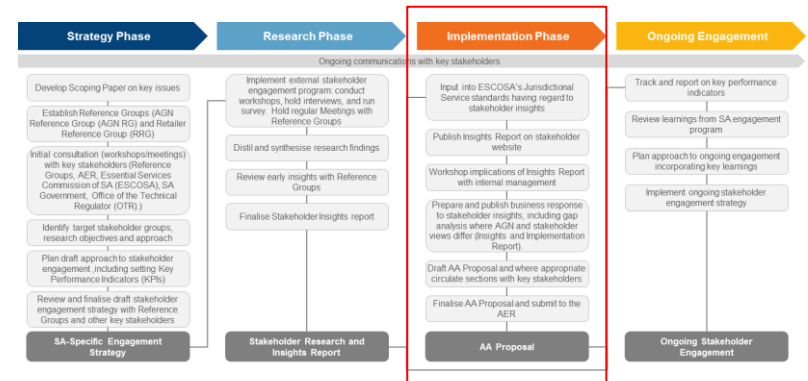 Strategy Phase
Research Phase
Implementation Phase
Ongoing Engagement
Ongoing communications with key stakeholders
Develop Scoping Paper on key issues
Establish Reference Groups (AGN
Reference Group (AGN RG) and Retailer
Reference Group (RRG)
Initial consultation (workshops/meetings)
with key stakeholders (Reference
Groups, AER, Essential Services
Commission of SA (ESCOSA), SA
Government, Office of the Technical
Regulator (OTR).)
Identify target stakeholder groups,
research objectives and approach
Plan draft approach to stakeholder
engagement ,including setting Key
Performance Indicators (KPIs)
Review and finalise draft stakeholder
engagement strategy with Reference
Groups and other key stakeholders
SA-Specific Engagement
Strategy
Implement external stakeholder
engagement program: conduct
workshops, hold interviews, and run
survey. Hold regular Meetings with
Reference Groups
Distil and synthesise research findings
Review early insights with Reference
Groups
Finalise Stakeholder Insights report
Stakeholder Research and
Insights Report
Input into ESCOSA's Jurisdictional
Service standards having regard to
stakeholder insights
Publish Insights Report on stakeholder
website
Workshop implications of Insights Report
with internal management
Prepare and publish business response
to stakeholder insights, including gap
analysis where AGN and stakeholder
views differ (Insights and Implementation
Report).
Draft AA Proposal and where appropriate
circulate sections with key stakeholders
Finalise AA Proposal and submit to the
AER
AA Proposal
Track and report on key performance
indicators
Review learnings from SA engagement
program
Plan approach to ongoing engagement
incorporating key learnings
Implement ongoing stakeholder
engagement strategy
Ongoing Stakeholder
Engagement